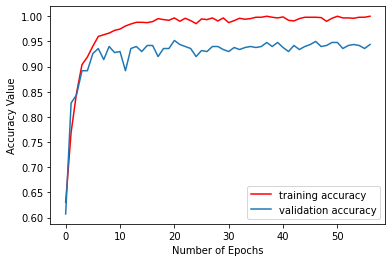 1.00
0.95
0.90
0.85
0.80
0.75
0.70
0.65
0.60
Accuracy Value
training accuracy
validation accuracy
0 10 20 30 40 50
Number of Epochs